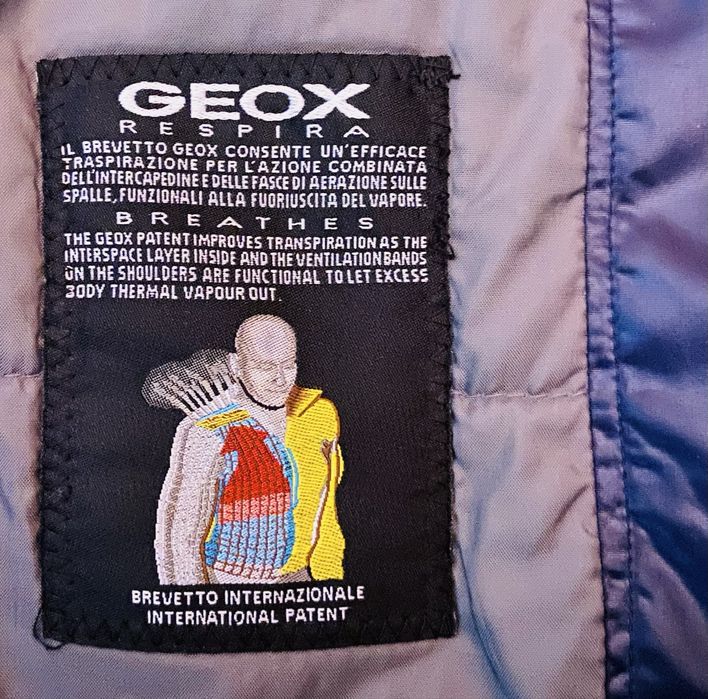 GEOX
RESPIRA
IL BREVETTO GEOX CONSENTE UN'EFFICACE
TRASPIRAZIONE PER L'AZIONE COMBINATA
DELL'INTERCAPEDINE E DELLE FASCE DI AERAZIONE SULLE
SPALLE, FUNZIONALI ALLA FUORIUSCITA DEL VAPORE.
BREATHES
THE GEOX PATENT IMPROVES TRANSPIRATION AS THE
INTERSPACE LAYER INSIDE AND THE VENTILATION BANDS
ON THE SHOULDERS ARE FUNCTIONAL TO LET EXCESS
BODY THERMAL VAPOUR OUT.
BREVETTO INTERNAZIONALE
INTERNATIONAL PATENT